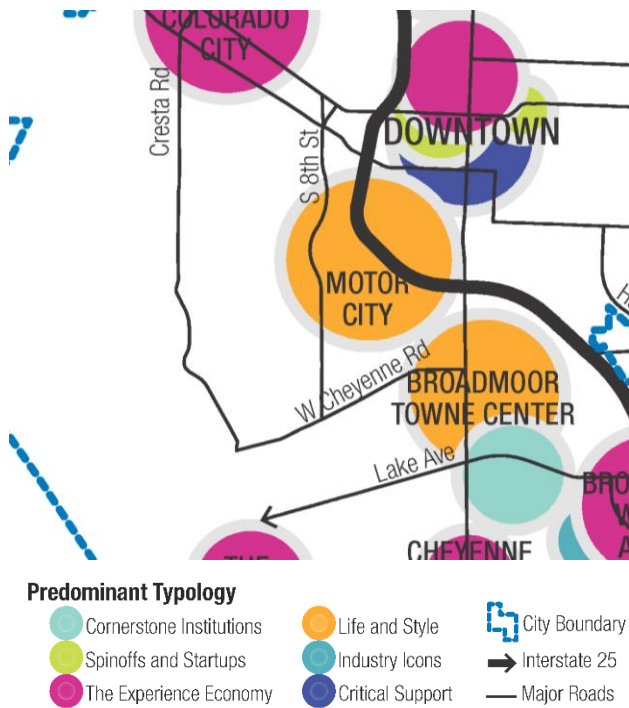 COLORADO
CITY
Cresta Rd
S 8th St
DOWNTOWN
MOTOR
CITY
W Cheyenne Rd
BROADMOOR
TOWNE CENTER
Lake Ave
BRO
W
A
THE
CHEYENNE
Predominant Typology
Cornerstone Institutions
Spinoffs and Startups
The Experience Economy
Life and Style
Industry Icons
Critical Support
City Boundary
Interstate 25
Major Roads